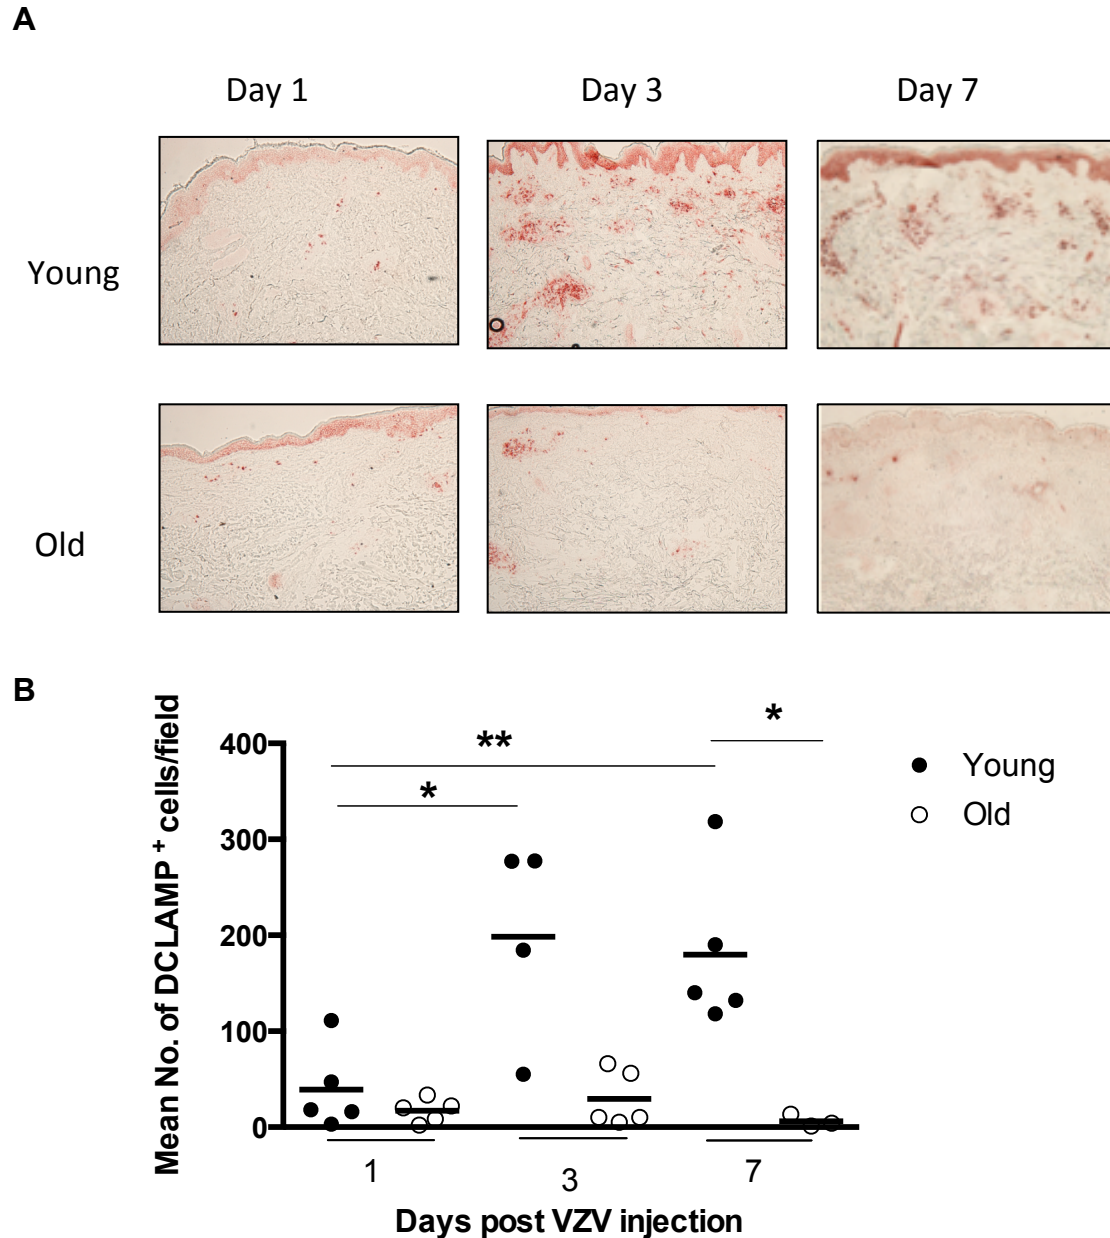 A
Day 1 Day 3 Day 7
Young
Old
B
Mean No. of DCLAMP + cells/field
400
300
200
100
0
**
*
*
Young
Old
1 3 7
Days post VZV injection